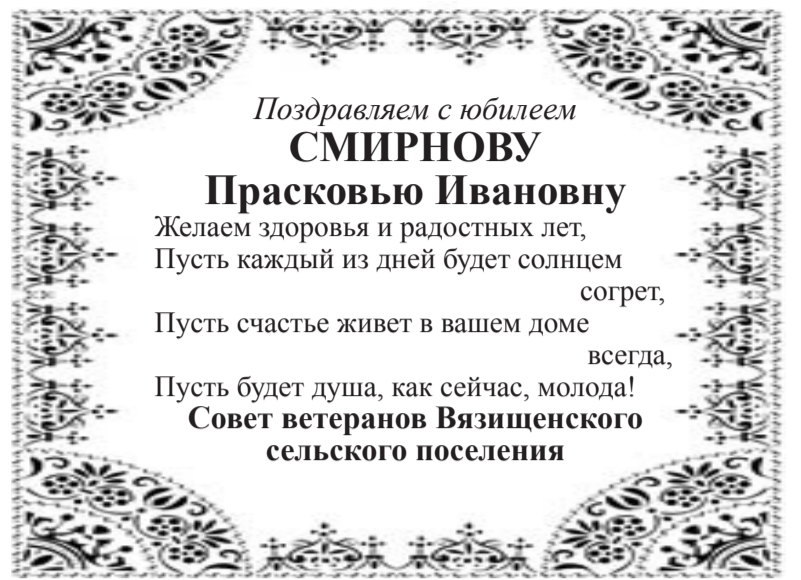 Поздравляем с юбилеем
СМИРНОВУ
Прасковью Ивановну
Желаем здоровья и радостных лет,
Пусть каждый из дней будет солнцем
согрет,
Пусть счастье живет в вашем доме
всегда,
Пусть будет душа, как сейчас, молода!
Совет ветеранов Вязищенского
сельского поселения